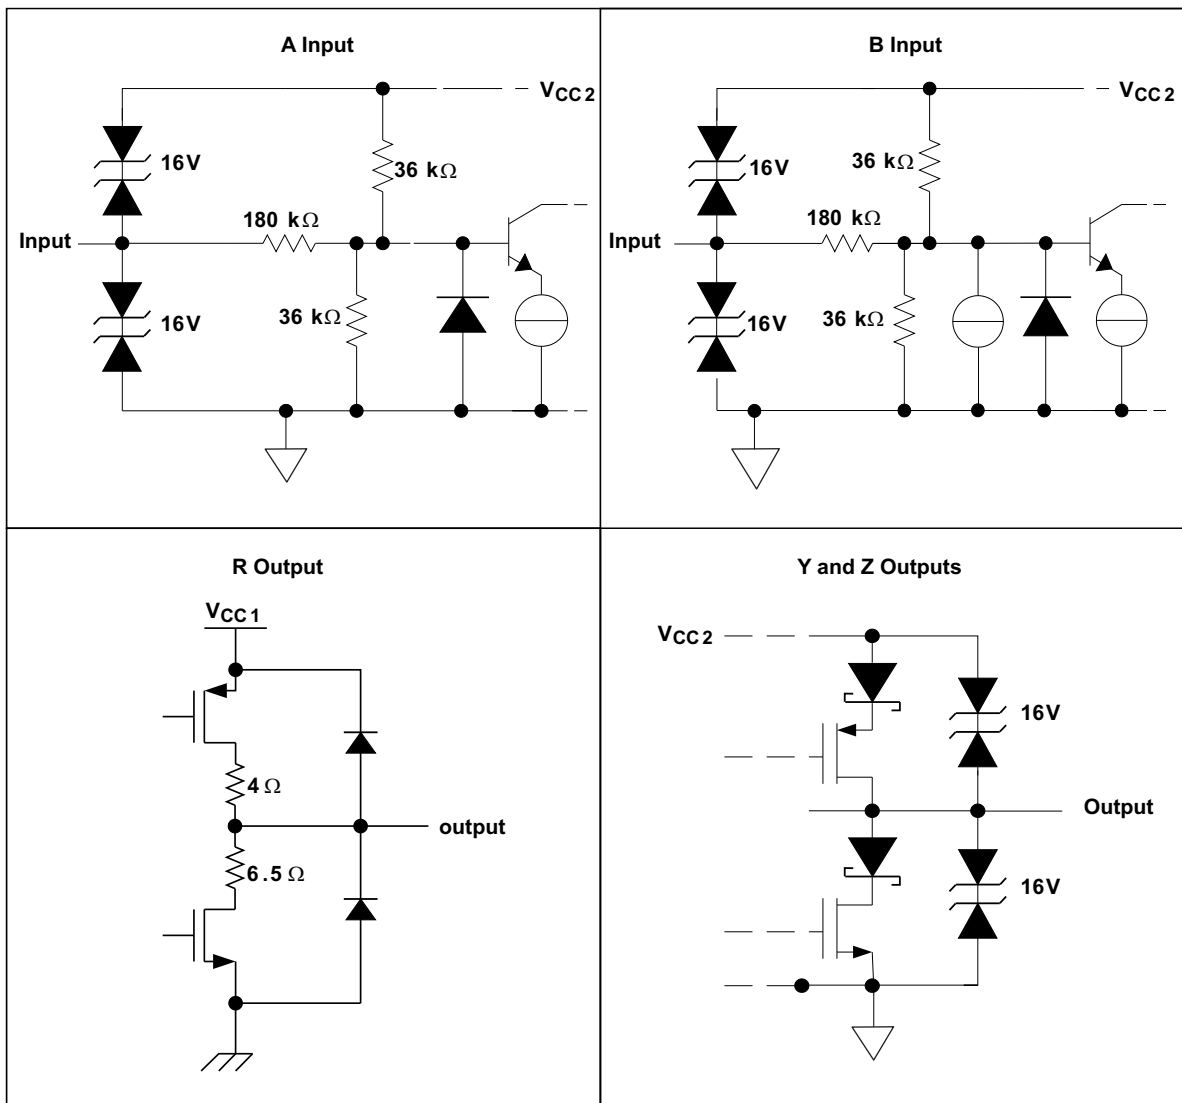 A Input
VCC 2
16V
36 kΩ
180 kΩ
Input
16V
36 kΩ
B Input
VCC 2
16V
36 kΩ
180 kΩ
Input
16V
36 kΩ
R Output
VCC 1
4 Ω
output
6.5 Ω
Y and Z Outputs
VCC 2
16V
Output
16V